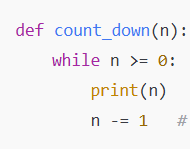 def count_down(n):
    while n >= 0:
        print(n)
        n -= 1   #